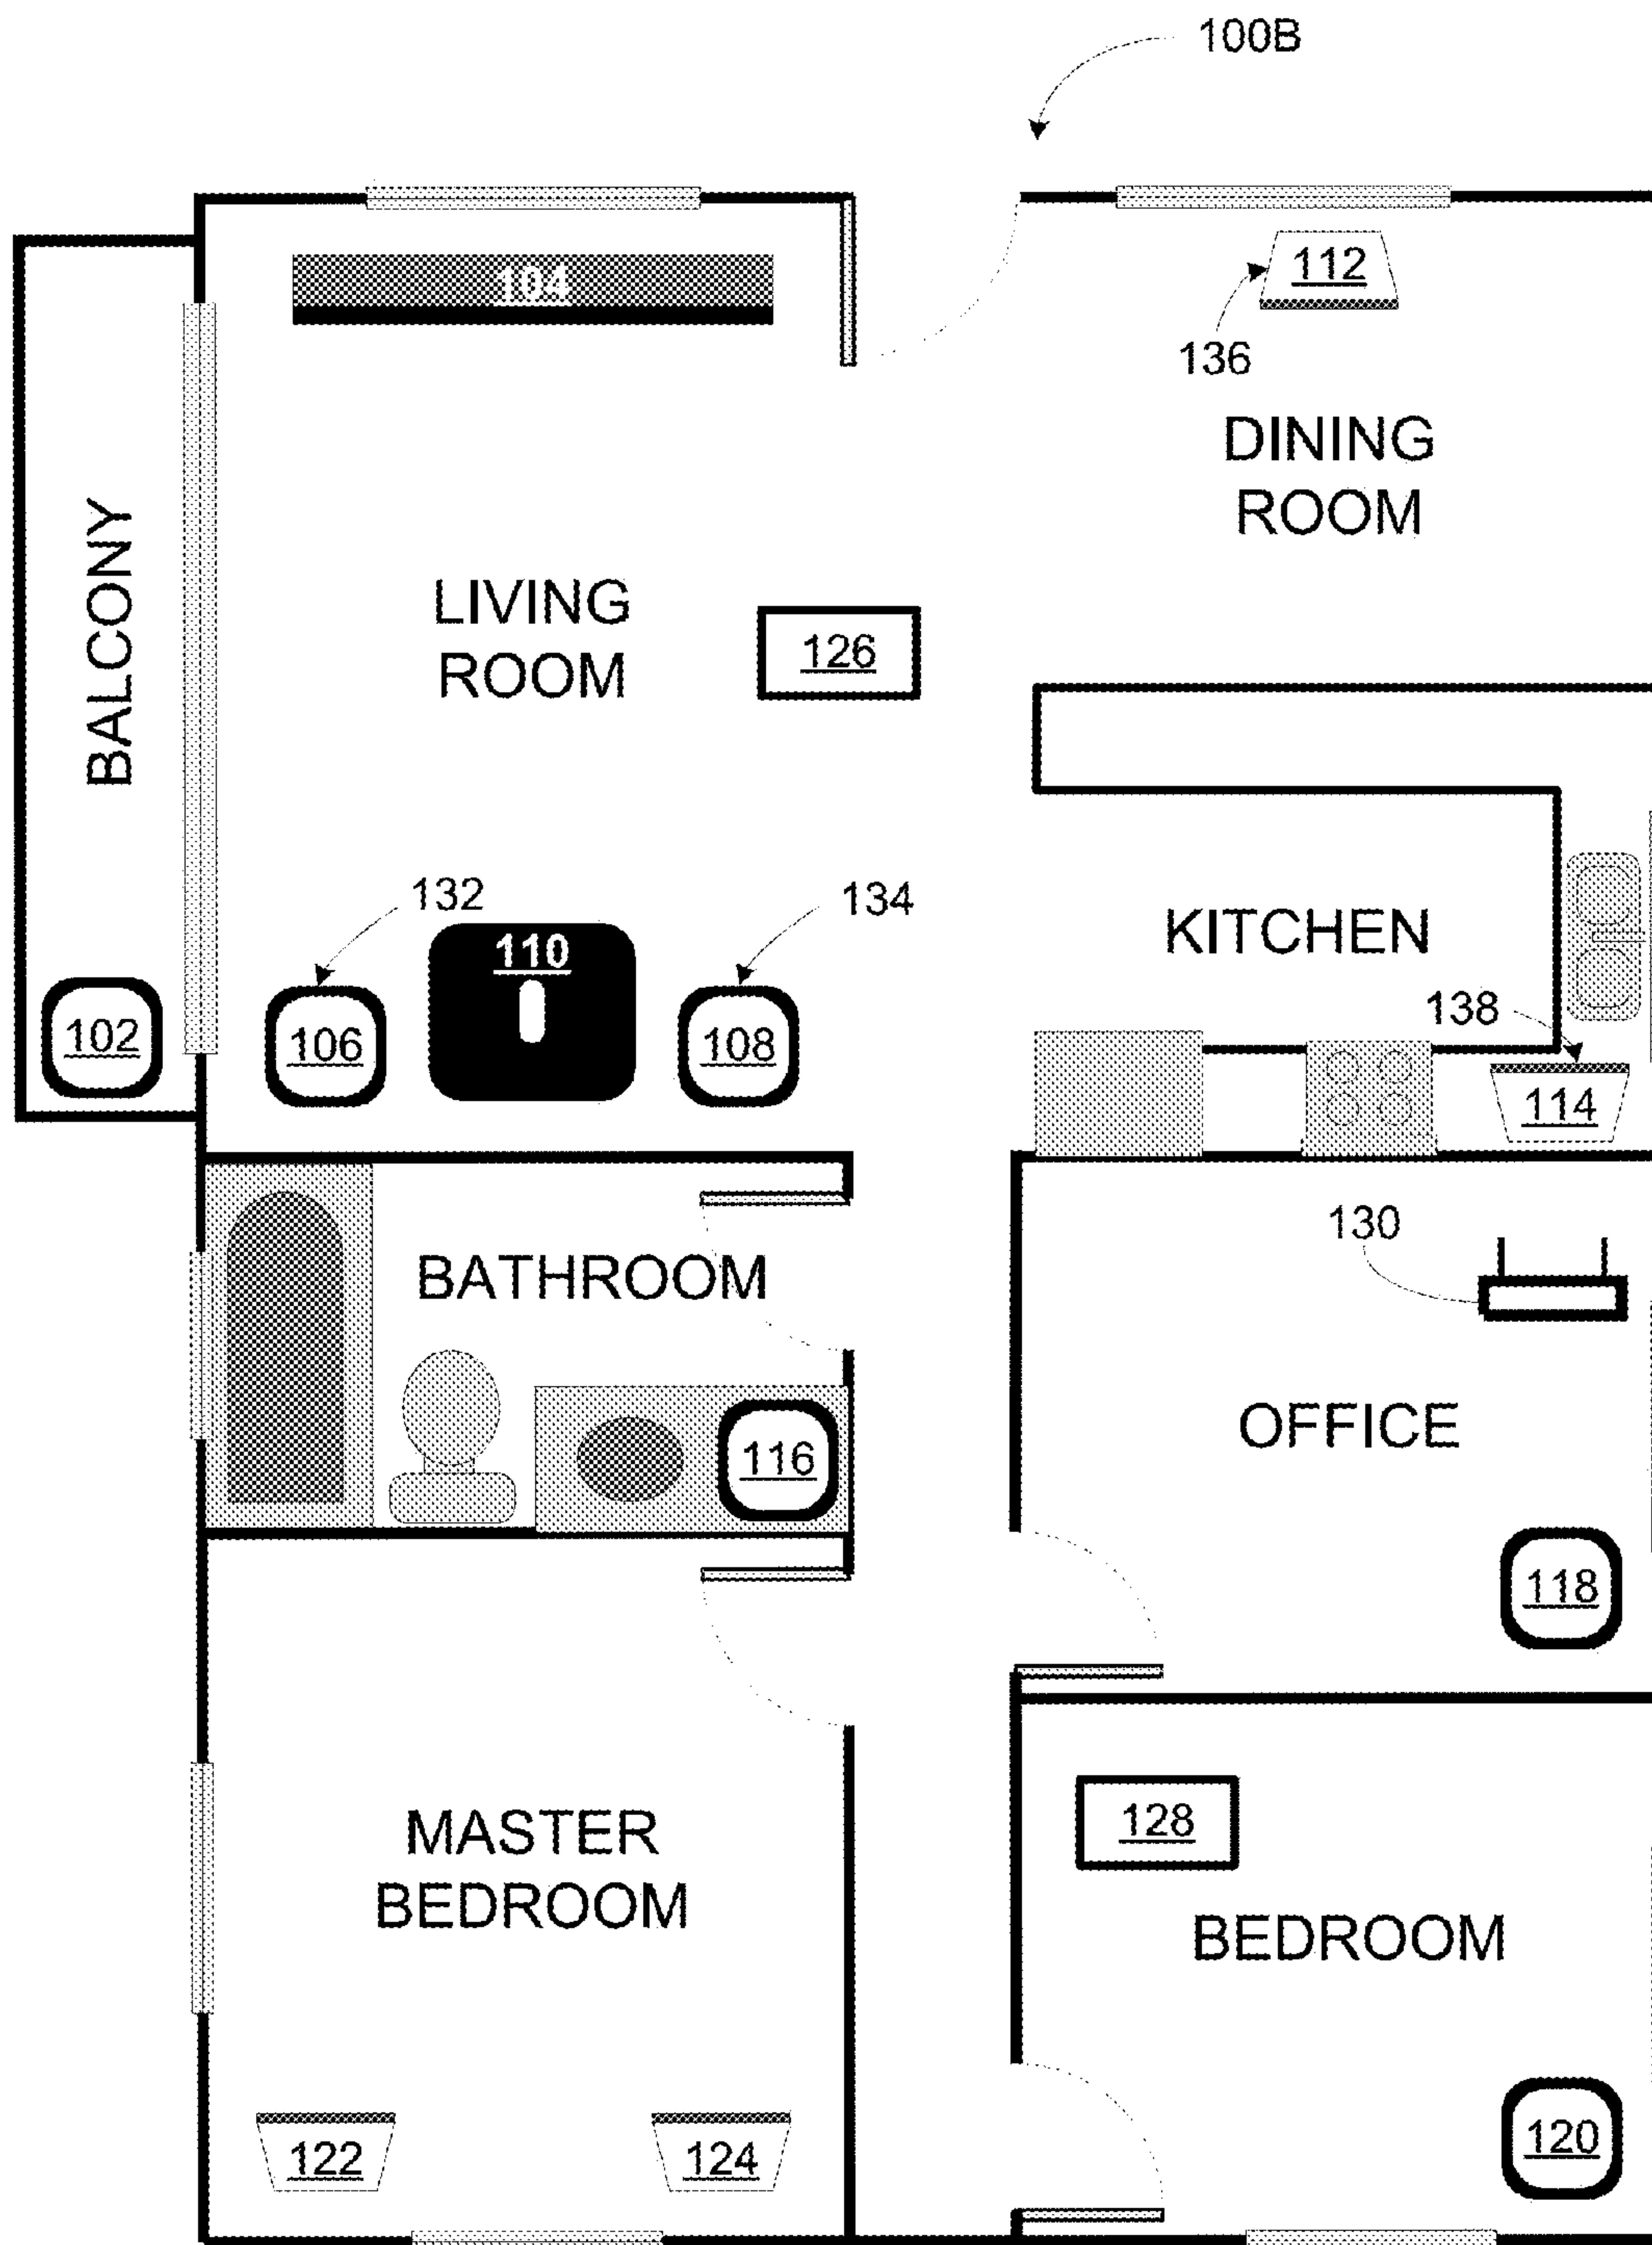 100B
104
112
136
DINING
ROOM
BALCONY
LIVING
ROOM
126
132
134
110
KITCHEN
102
106
108
138
114
130
BATHROOM
OFFICE
116
118
MASTER
BEDROOM
128
BEDROOM
122
124
120